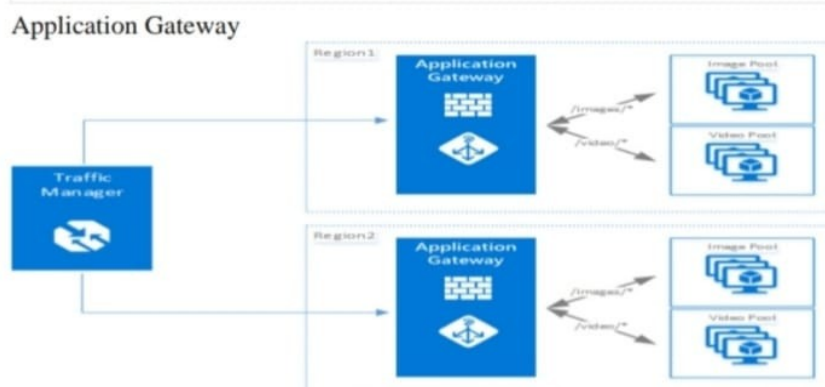 Application Gateway
Region1
Application
Gateway
Image Pool
/images/*
Video Pool
/video/*
Traffic
Manager
Region2
Application
Gateway
Image Pool
/images/*
Video Pool
/video/*